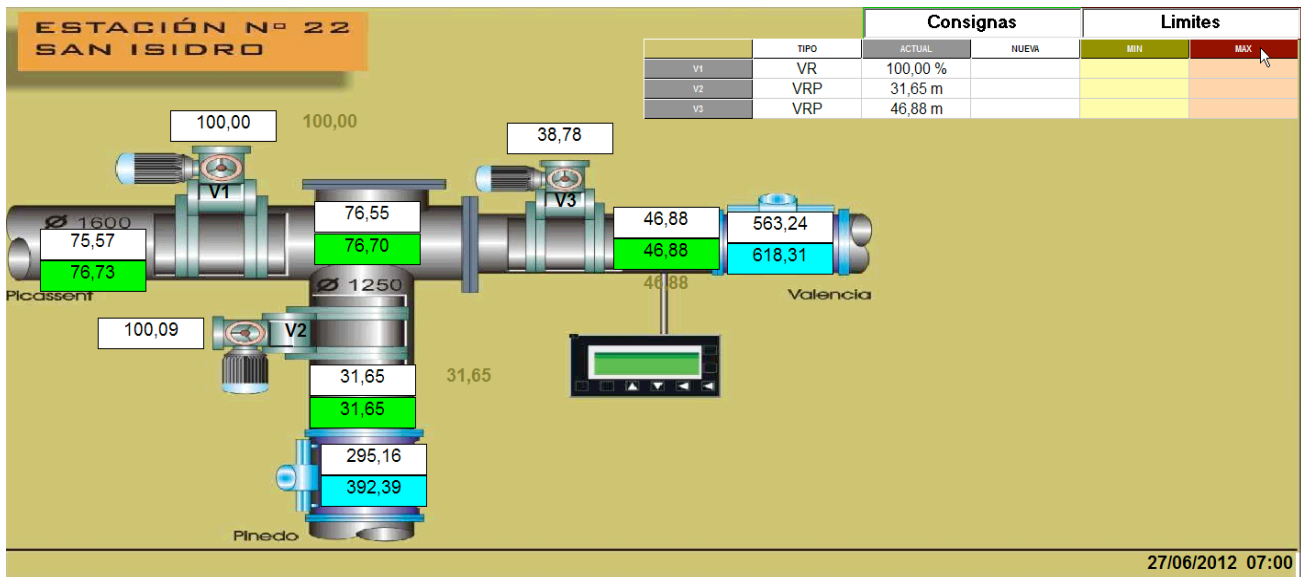 ESTACIÓN Nº 22
SAN ISIDRO
Consignas Limites
TIPO ACTUAL NUEVA MIN MAX
V1 VR 100,00 %
V2 VRP 31,65 m
V3 VRP 46,88 m
100,00 100,00
38,78
V1
V3
Ø 1600
76,55
46,88
563,24
75,57
76,70
46,88
618,31
76,73
Ø 1250
46,88
Picassent
Valencia
100,09
V2
31,65
31,65
31,65
295,16
392,39
Pinedo
27/06/2012 07:00